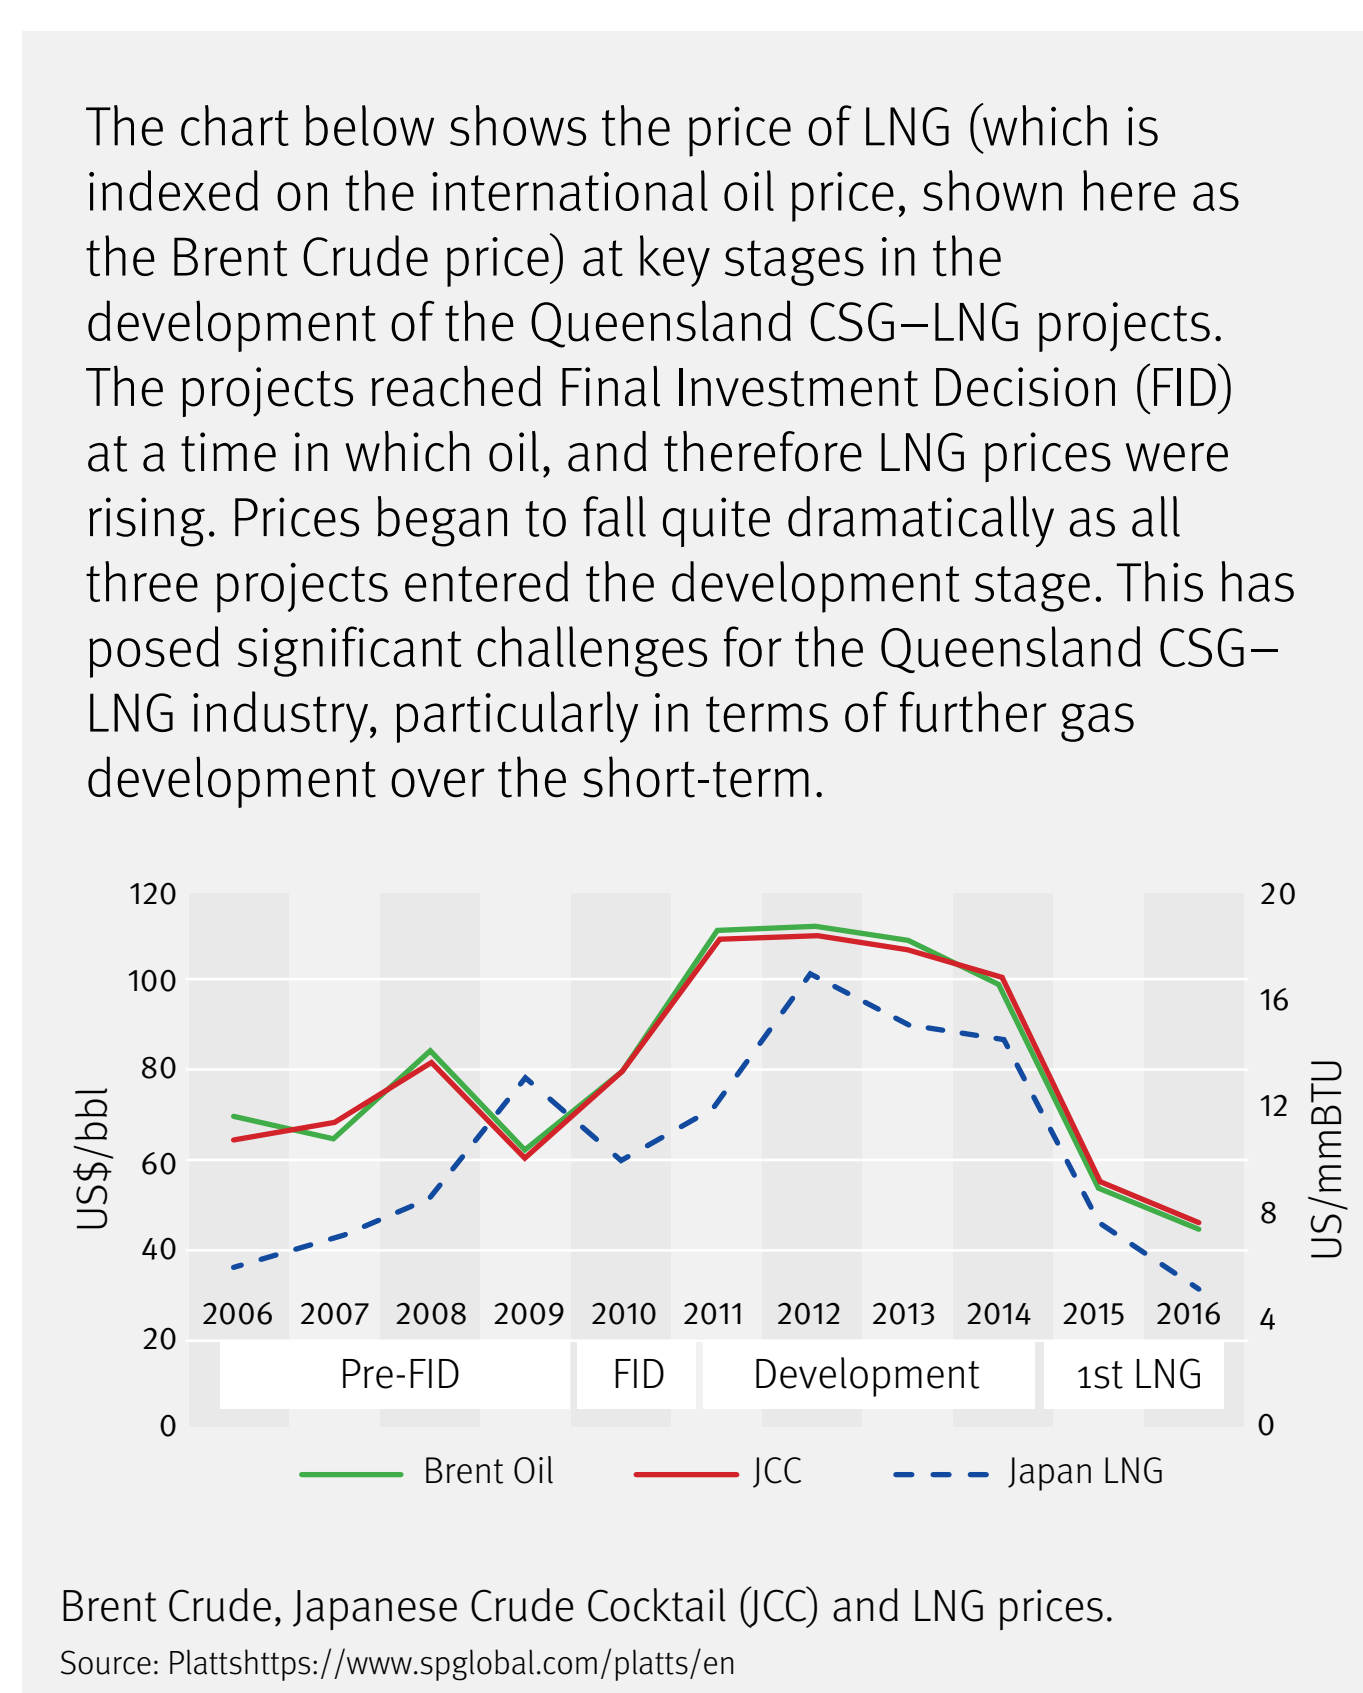 The chart below shows the price of LNG (which is
indexed on the international oil price, shown here as
the Brent Crude price) at key stages in the
development of the Queensland CSG–LNG projects.
The projects reached Final Investment Decision (FID)
at a time in which oil, and therefore LNG prices were
rising. Prices began to fall quite dramatically as all
three projects entered the development stage. This has
posed significant challenges for the Queensland CSG–
LNG industry, particularly in terms of further gas
development over the short-term.
120
100
80
60
40
20
0
US$/bbl
20
16
12
8
4
0
US/mmBTU
2006 2007 2008 2009 2010 2011 2012 2013 2014 2015 2016
Pre-FID FID Development 1st LNG
Brent Oil JCC Japan LNG
Brent Crude, Japanese Crude Cocktail (JCC) and LNG prices.
Source: Plattshttps://www.spglobal.com/platts/en